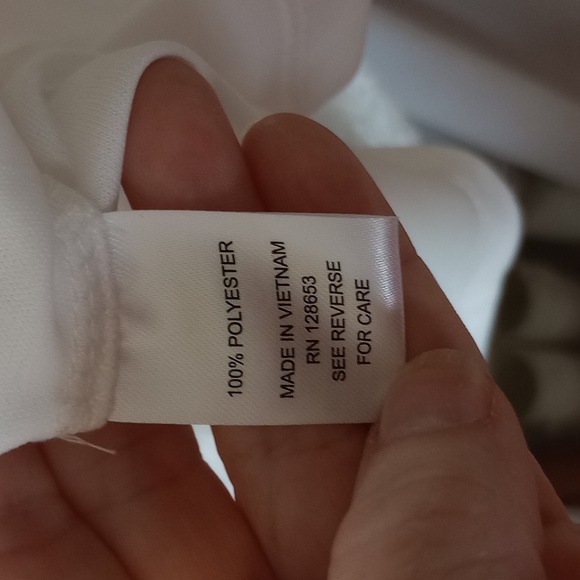 100% POLYESTER
MADE IN VIETNAM
RN 128653
SEE REVERSE
FOR CARE